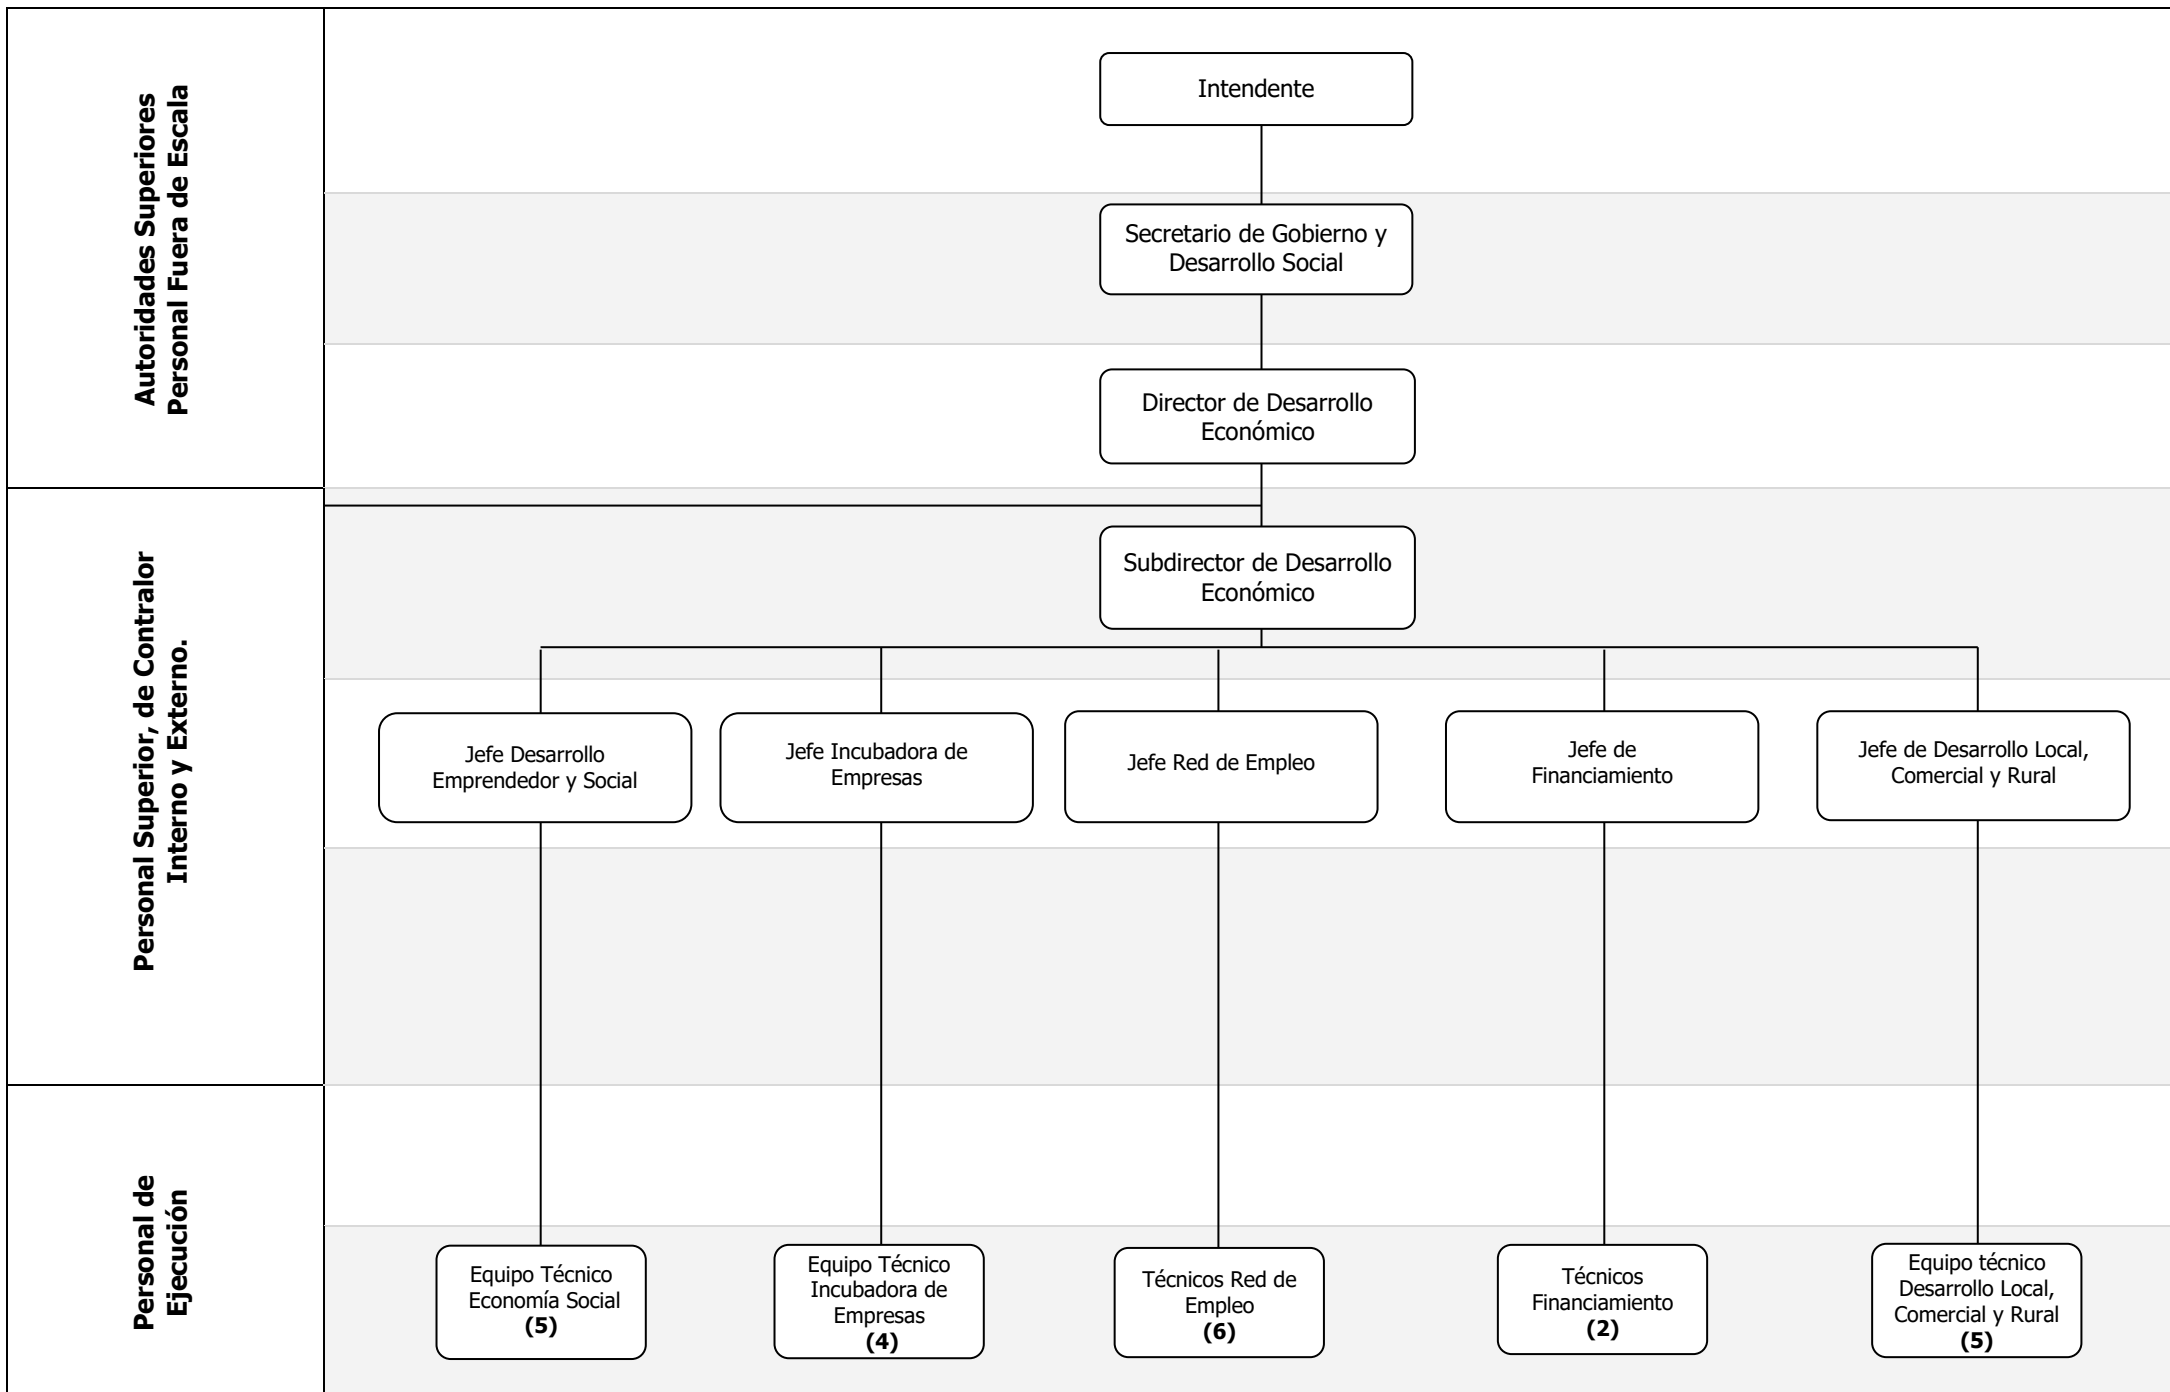 Autoridades Superiores
Personal Fuera de Escala
Intendente
Secretario de Gobierno y
Desarrollo Social
Director de Desarrollo
Económico
Personal Superior, de Contralor
Interno y Externo.
Subdirector de Desarrollo
Económico
Jefe Desarrollo
Emprendedor y Social
Jefe Incubadora de
Empresas
Jefe Red de Empleo
Jefe de
Financiamiento
Jefe de Desarrollo Local,
Comercial y Rural
Personal de
Ejecución
Equipo Técnico
Economía Social
(5)
Equipo Técnico
Incubadora de
Empresas
(4)
Técnicos Red de
Empleo
(6)
Técnicos
Financiamiento
(2)
Equipo técnico
Desarrollo Local,
Comercial y Rural
(5)